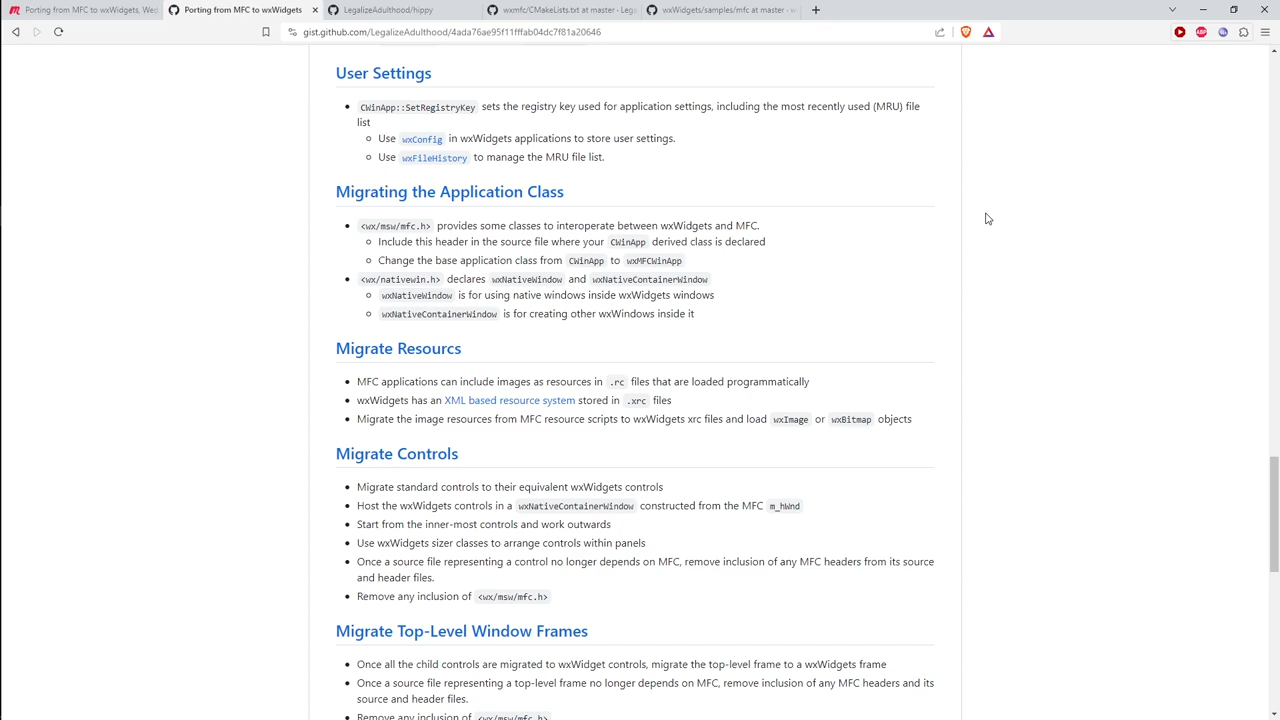 Porting from MFC to wxWidgets, Wed
Porting from MFC to wxWidgets
LegalizeAdulthood/hippy
wxmfc/CMakeLists.txt at master · Lega
wxWidgets/samples/mfc at master · w
gist.github.com/LegalizeAdulthood/4ada76ae95f11fffab04dc7f81a20646
User Settings
CWinApp::SetRegistryKey sets the registry key used for application settings, including the most recently used (MRU) file
list
Use wxConfig in wxWidgets applications to store user settings.
Use wxFileHistory to manage the MRU file list.
Migrating the Application Class
<wx/msw/mfc.h> provides some classes to interoperate between wxWidgets and MFC.
Include this header in the source file where your CWinApp derived class is declared
Change the base application class from CWinApp to wxMFCWinApp
<wx/nativewin.h> declares wxNativeWindow and wxNativeContainerWindow
wxNativeWindow is for using native windows inside wxWidgets windows
wxNativeContainerWindow is for creating other wxWindows inside it
Migrate Resourcs
MFC applications can include images as resources in .rc files that are loaded programmatically
wxWidgets has an XML based resource system stored in .xrc files
Migrate the image resources from MFC resource scripts to wxWidgets xrc files and load wxImage or wxBitmap objects
Migrate Controls
Migrate standard controls to their equivalent wxWidgets controls
Host the wxWidgets controls in a wxNativeContainerWindow constructed from the MFC m_hWnd
Start from the inner-most controls and work outwards
Use wxWidgets sizer classes to arrange controls within panels
Once a source file representing a control no longer depends on MFC, remove inclusion of any MFC headers from its source
and header files.
Remove any inclusion of <wx/msw/mfc.h>
Migrate Top-Level Window Frames
Once all the child controls are migrated to wxWidget controls, migrate the top-level frame to a wxWidgets frame
Once a source file representing a top-level frame no longer depends on MFC, remove inclusion of any MFC headers and its
source and header files.
Remove any inclusion of <wx/msw/mfc.h>